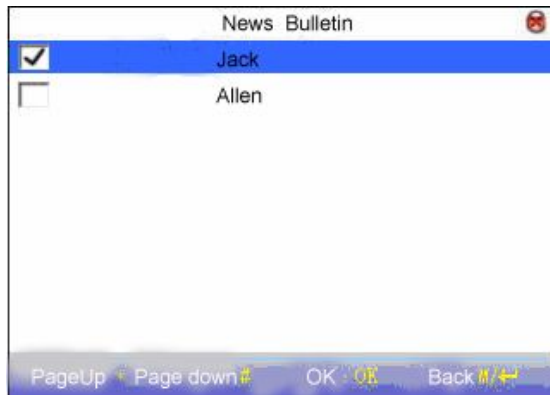 News Bulletin
Jack
Allen
PageUp * Page down # OK : OK Back M/↵